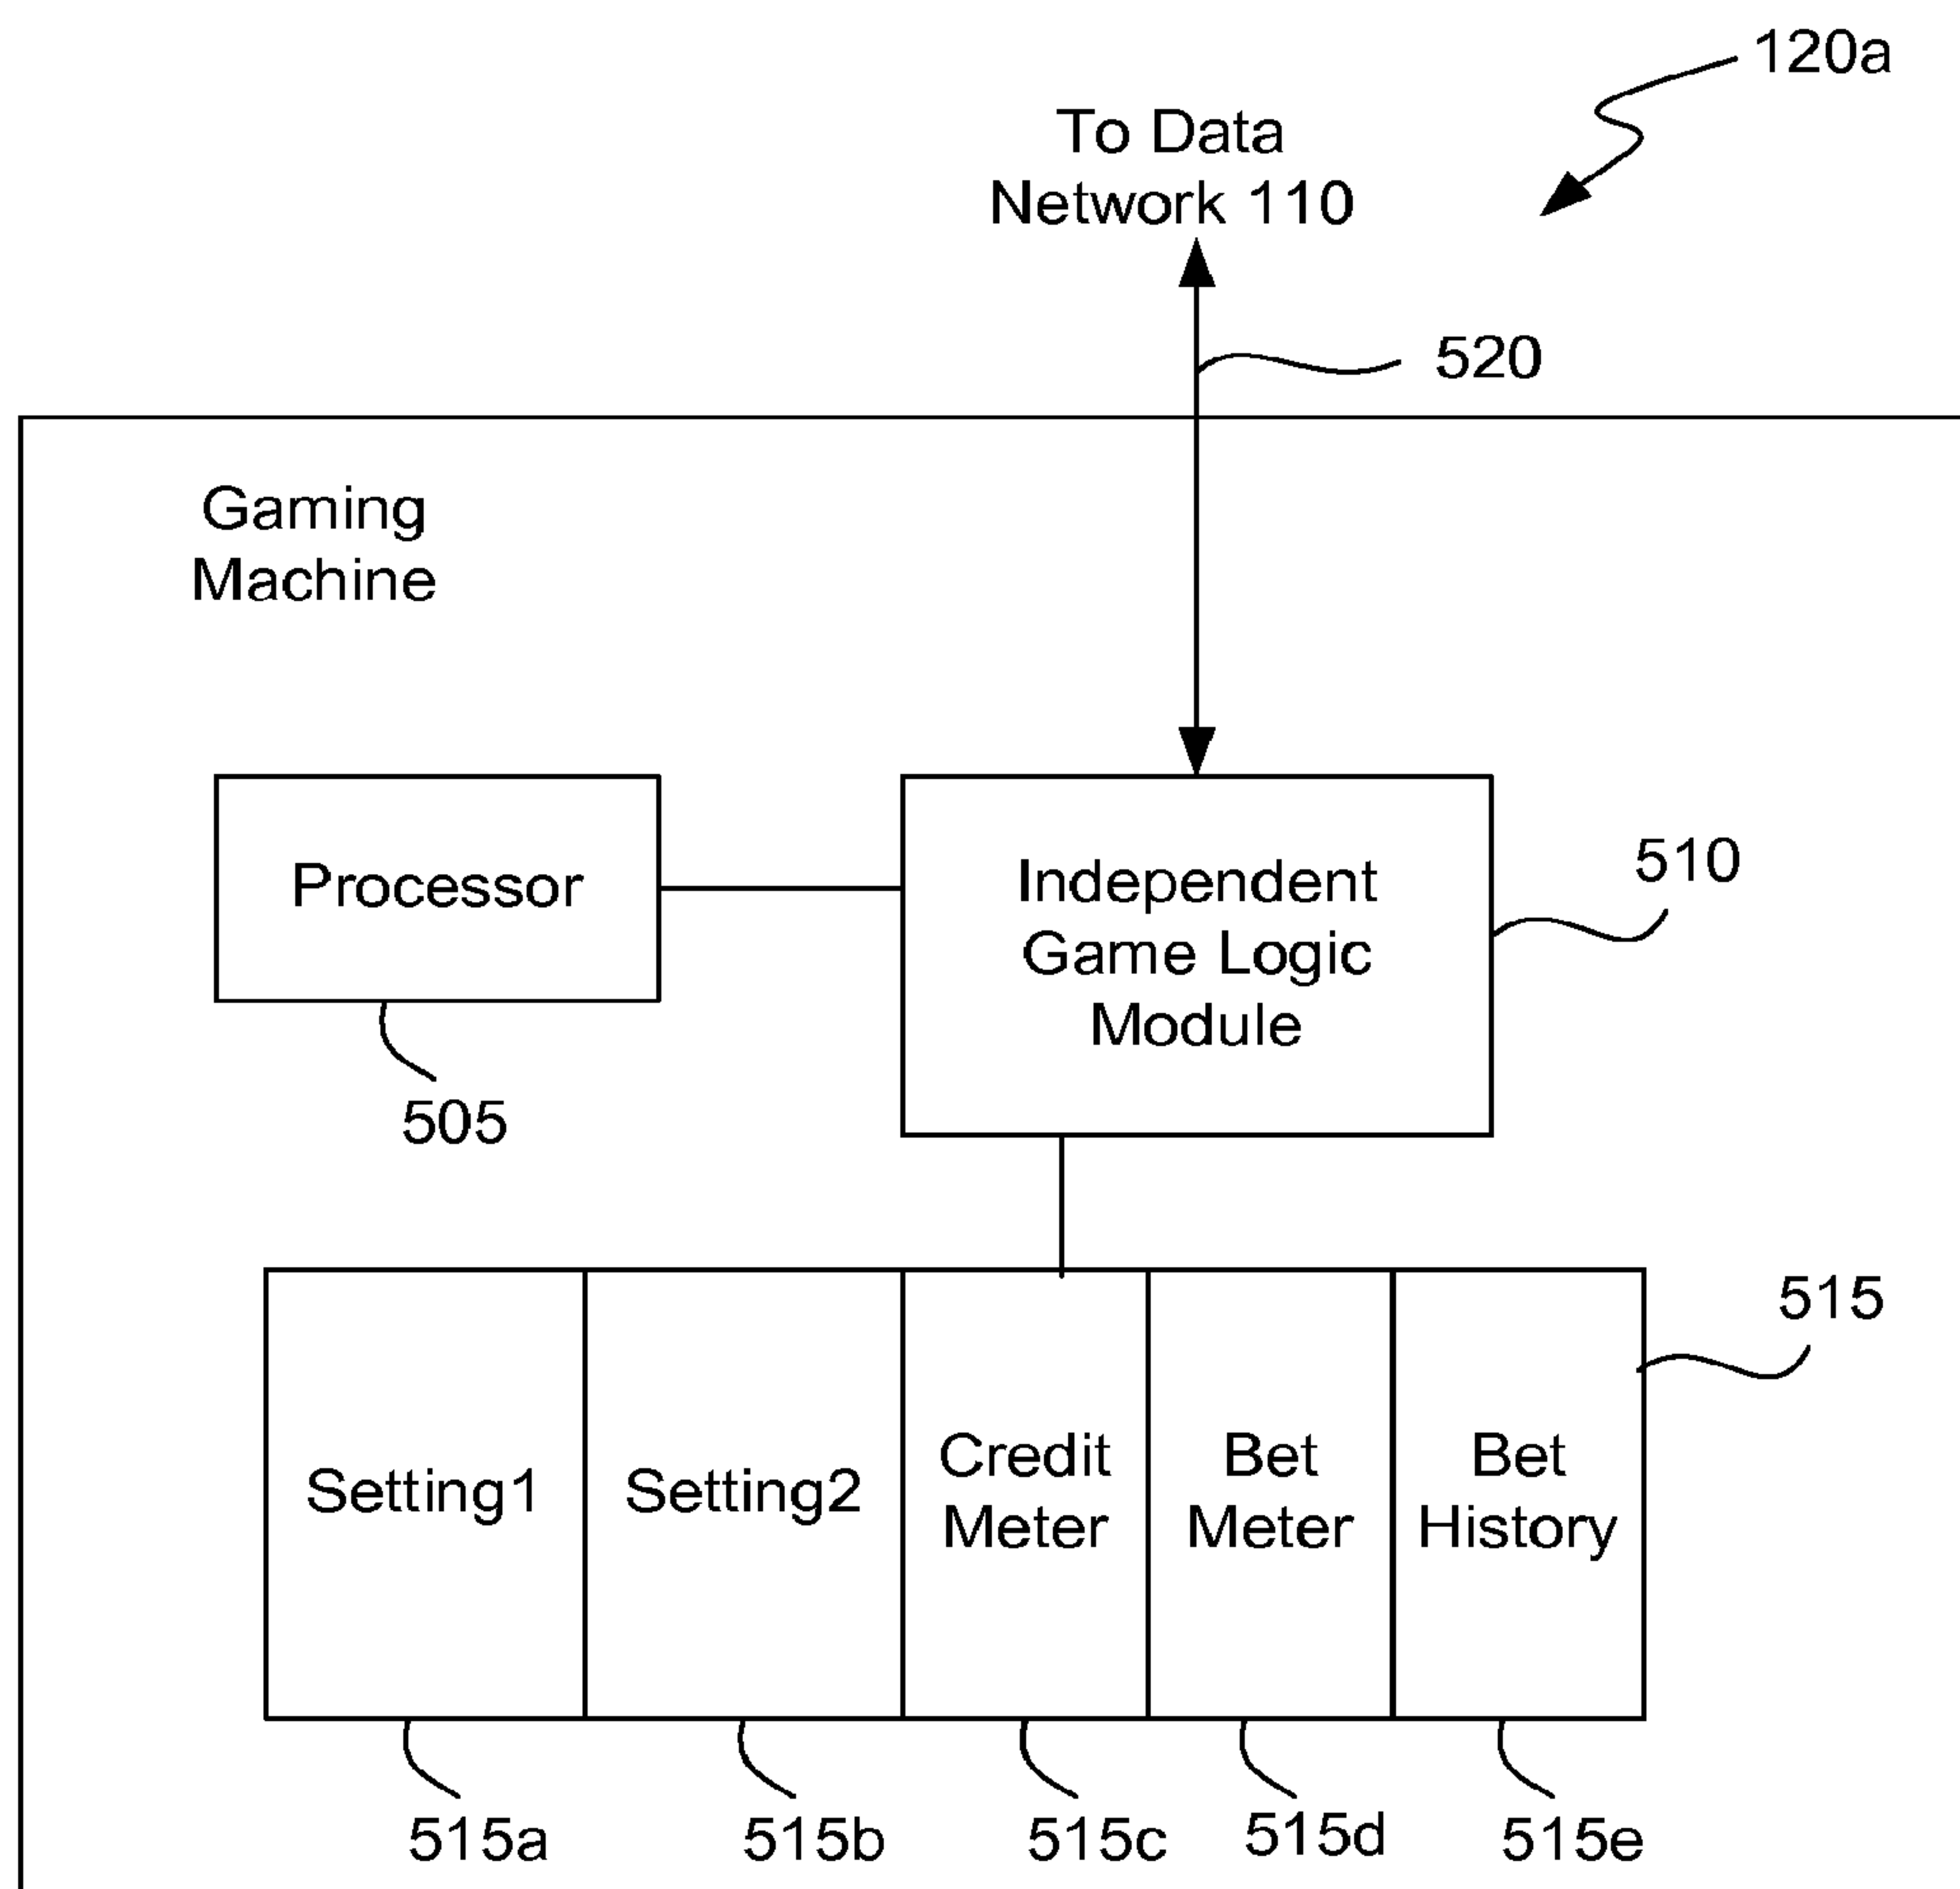 120a
To Data
Network 110
520
Gaming
Machine
Processor
Independent
Game Logic
Module
510
505
515
Setting1
Setting2
Credit
Meter
Bet
Meter
Bet
History
515a
515b
515c
515d
515e